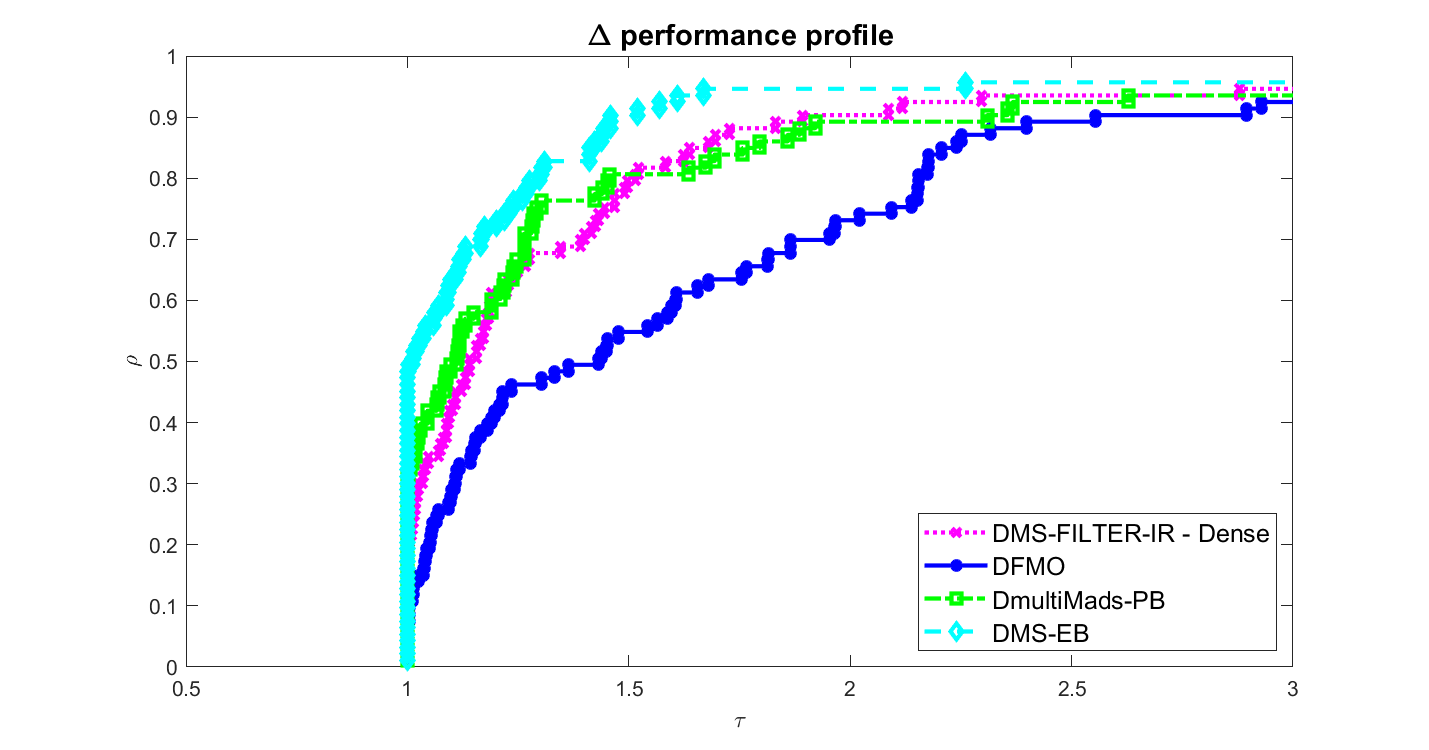 Δ performance profile
1
0.9
0.8
0.7
0.6
0.5
0.4
0.3
0.2
0.1
0
ρ
0.5 1 1.5 2 2.5 3
τ
DMS-FILTER-IR - Dense
DFMO
DmultiMads-PB
DMS-EB